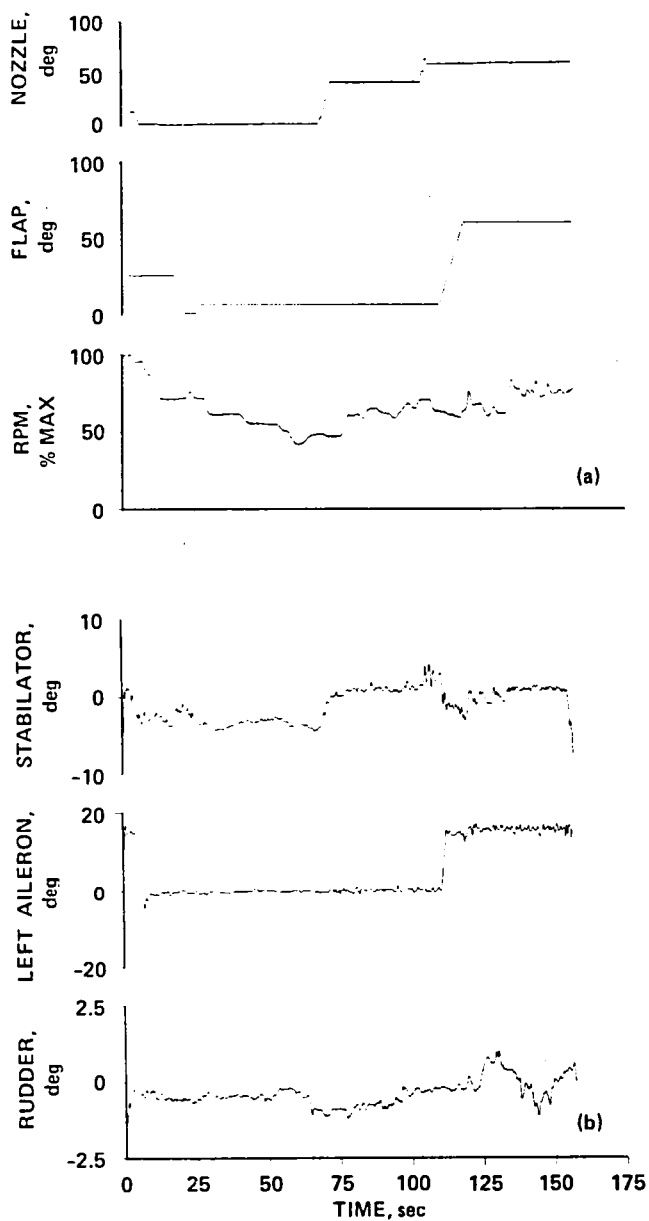 NOZZLE,
deg
100
50
0
FLAP,
deg
100
50
0
RPM,
% MAX
100
50
0
(a)
STABILATOR,
deg
10
0
-10
LEFT AILERON,
deg
20
0
-20
RUDDER,
deg
2.5
0
-2.5
(b)
0 25 50 75 100 125 150 175
TIME, sec